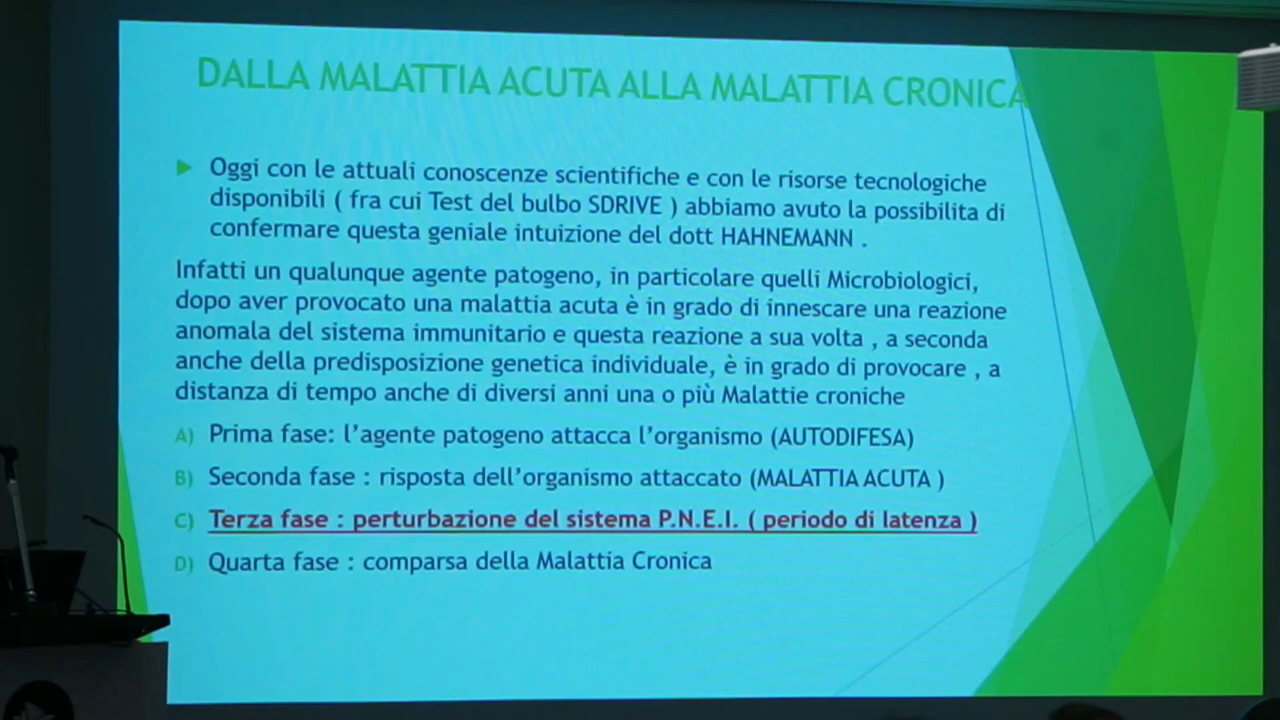 DALLA MALATTIA ACUTA ALLA MALATTIA CRONICA
Oggi con le attuali conoscenze scientifiche e con le risorse tecnologiche
disponibili ( fra cui Test del bulbo SDRIVE ) abbiamo avuto la possibilita di
confermare questa geniale intuizione del dott HAHNEMANN .
Infatti un qualunque agente patogeno, in particolare quelli Microbiologici,
dopo aver provocato una malattia acuta è in grado di innescare una reazione
anomala del sistema immunitario e questa reazione a sua volta , a seconda
anche della predisposizione genetica individuale, è in grado di provocare , a
distanza di tempo anche di diversi anni una o più Malattie croniche
A) Prima fase: l'agente patogeno attacca l'organismo (AUTODIFESA)
B) Seconda fase : risposta dell'organismo attaccato (MALATTIA ACUTA )
C) Terza fase : perturbazione del sistema P.N.E.I. ( periodo di latenza )
D) Quarta fase : comparsa della Malattia Cronica